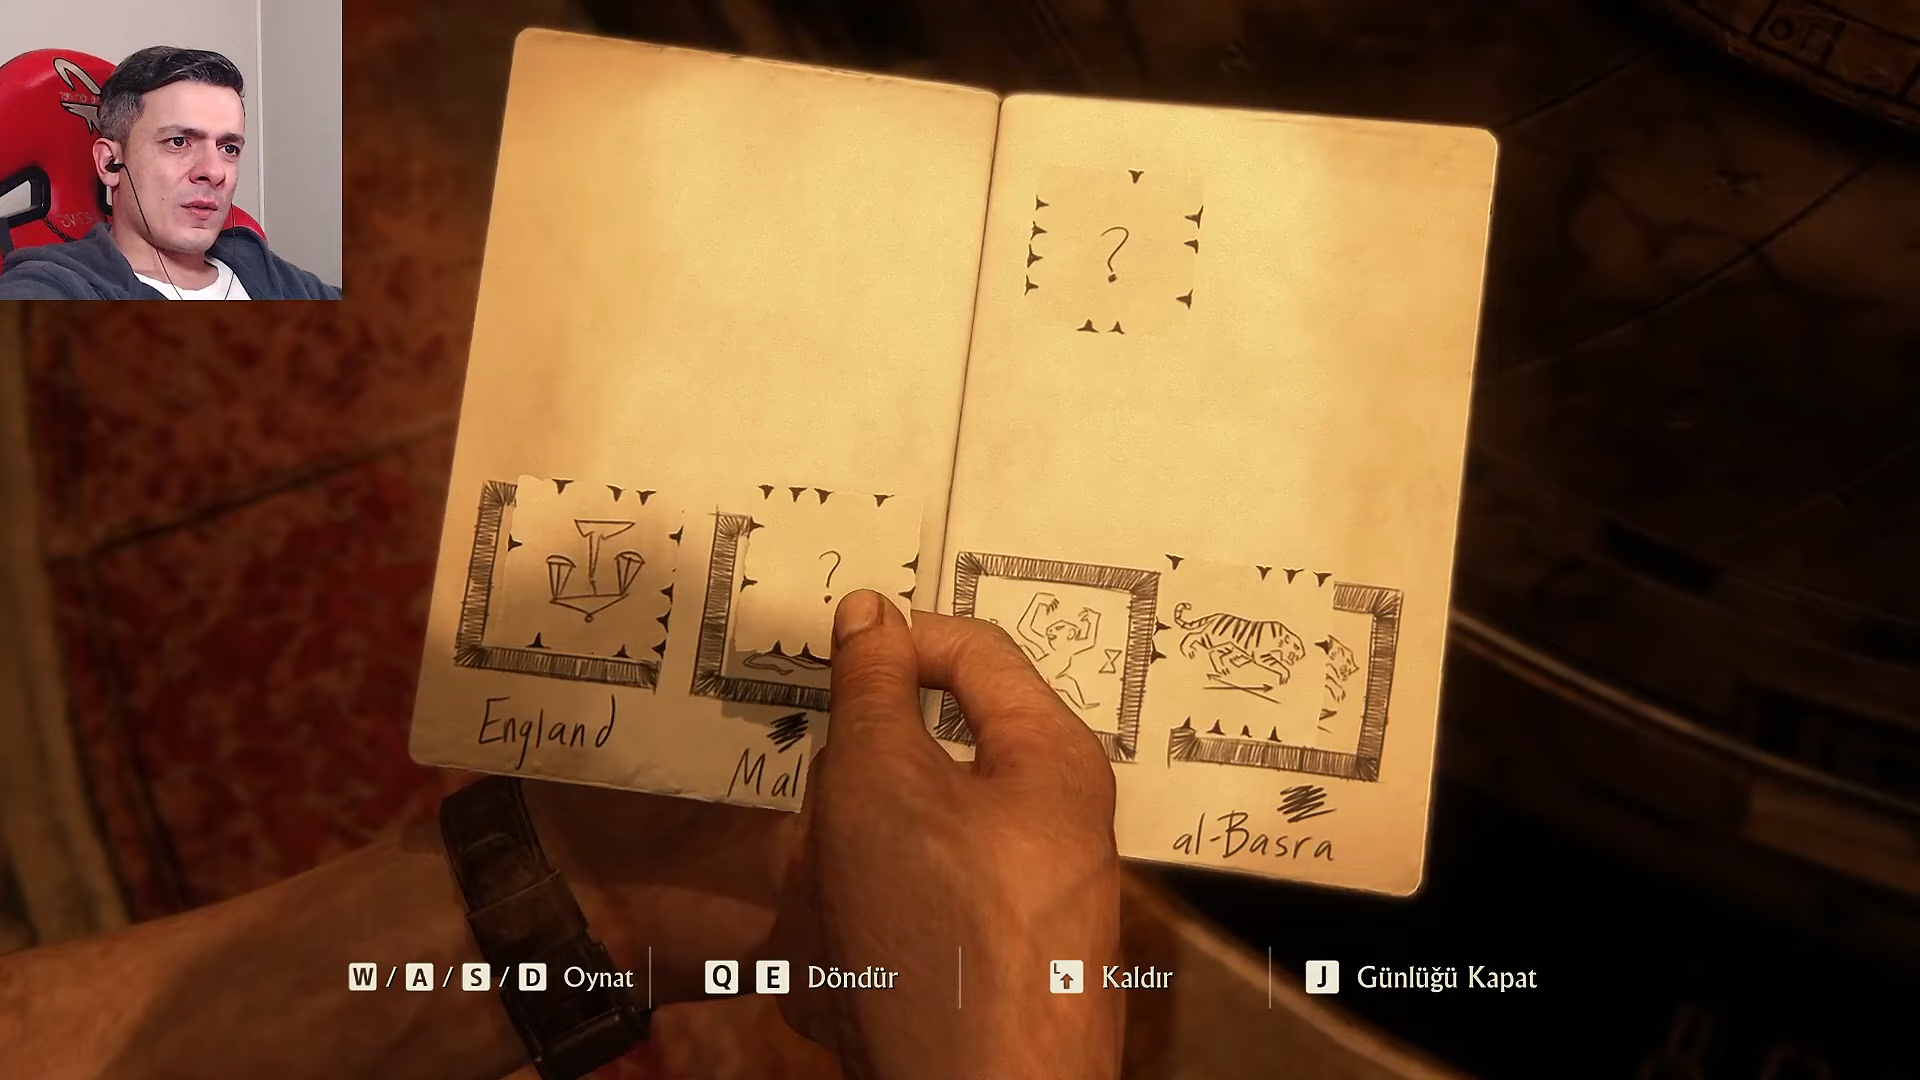 ?
?
England
Mal
al-Basra
W / A / S / D Oynat
Q E Döndür
L Kaldır
J Günlüğü Kapat